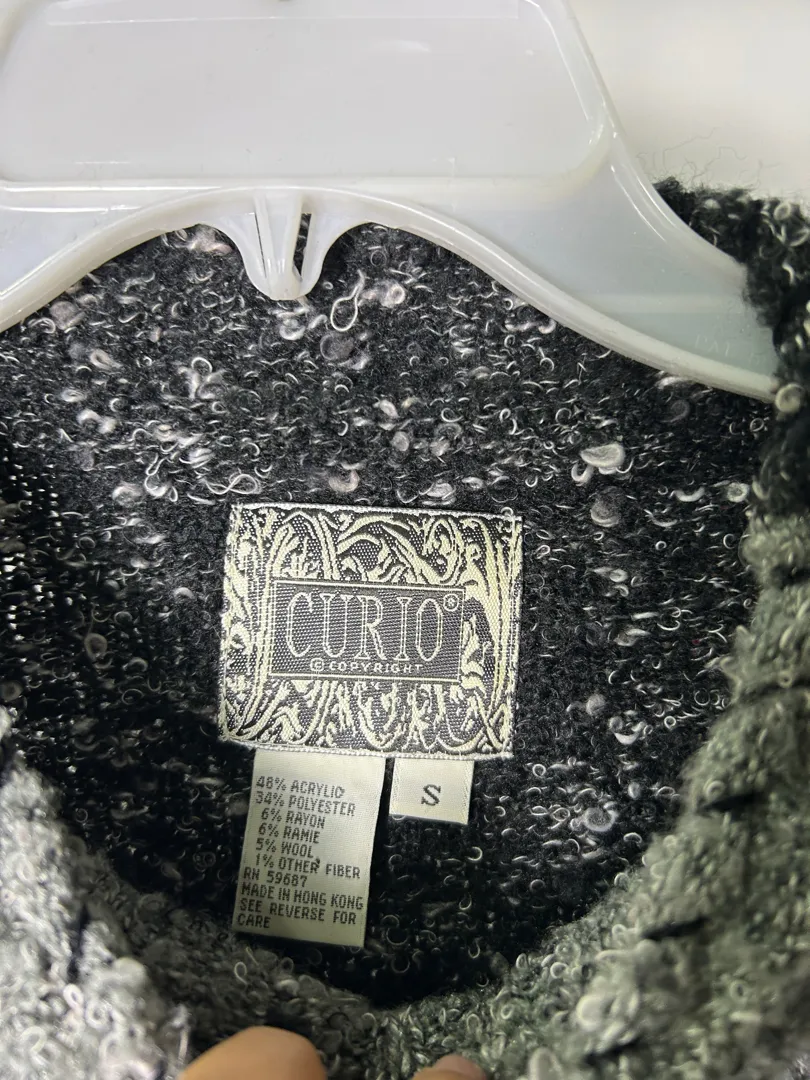 CURIO®
© COPYRIGHT
S
48% ACRYLIC
34% POLYESTER
6% RAYON
6% RAMIE
5% WOOL
1% OTHER FIBER
RN 59687
MADE IN HONG KONG
SEE REVERSE FOR
CARE